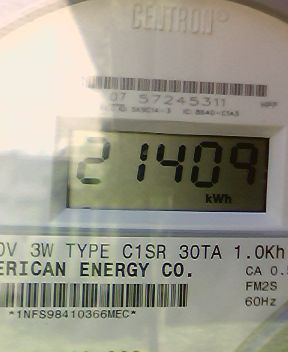 CENTRON®
07 57245311
21409
kWh
0V 3W TYPE C1SR 30TA 1.0Kh
ERICAN ENERGY CO.
CA 0.5
FM2S
60Hz
*1NFS98410366MEC*